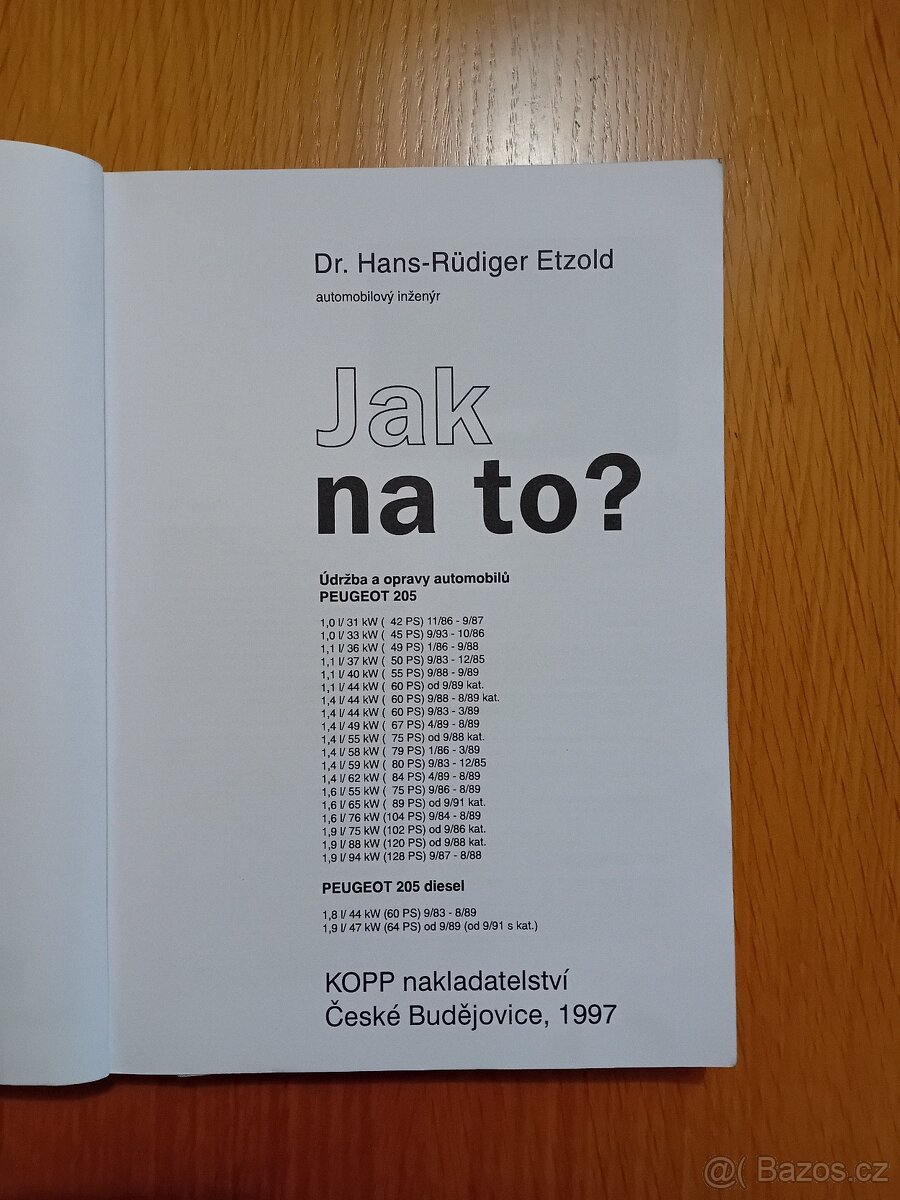 Dr. Hans-Rüdiger Etzold
automobilový inženýr
Jak
na to?
Údržba a opravy automobilů
PEUGEOT 205
1,0 l/ 31 kW ( 42 PS) 11/86 - 9/87
1,0 l/ 33 kW ( 45 PS) 9/93 - 10/86
1,1 l/ 36 kW ( 49 PS) 1/86 - 9/88
1,1 l/ 37 kW ( 50 PS) 9/83 - 12/85
1,1 l/ 40 kW ( 55 PS) 9/88 - 9/89
1,1 l/ 44 kW ( 60 PS) od 9/89 kat.
1,4 l/ 44 kW ( 60 PS) 9/88 - 8/89 kat.
1,4 l/ 44 kW ( 60 PS) 9/83 - 3/89
1,4 l/ 49 kW ( 67 PS) 4/89 - 8/89
1,4 l/ 55 kW ( 75 PS) od 9/88 kat.
1,4 l/ 58 kW ( 79 PS) 1/86 - 3/89
1,4 l/ 59 kW ( 80 PS) 9/83 - 12/85
1,4 l/ 62 kW ( 84 PS) 4/89 - 8/89
1,6 l/ 55 kW ( 75 PS) 9/86 - 8/89
1,6 l/ 65 kW ( 89 PS) od 9/91 kat.
1,6 l/ 76 kW (104 PS) 9/84 - 8/89
1,9 l/ 75 kW (102 PS) od 9/86 kat.
1,9 l/ 88 kW (120 PS) od 9/88 kat.
1,9 l/ 94 kW (128 PS) 9/87 - 8/88
PEUGEOT 205 diesel
1,8 l/ 44 kW (60 PS) 9/83 - 8/89
1,9 l/ 47 kW (64 PS) od 9/89 (od 9/91 s kat.)
KOPP nakladatelství
České Budějovice, 1997
@( Bazos.cz